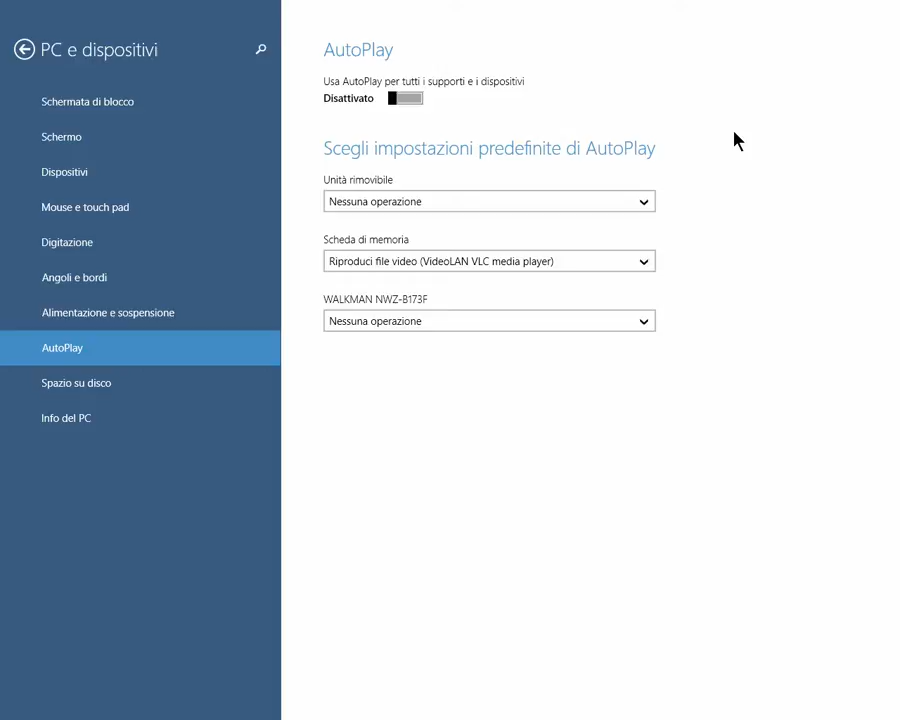 PC e dispositivi
Schermata di blocco
Schermo
Dispositivi
Mouse e touch pad
Digitazione
Angoli e bordi
Alimentazione e sospensione
AutoPlay
Spazio su disco
Info del PC
AutoPlay
Usa AutoPlay per tutti i supporti e i dispositivi
Disattivato
Scegli impostazioni predefinite di AutoPlay
Unità rimovibile
Nessuna operazione
Scheda di memoria
Riproduci file video (VideoLAN VLC media player)
WALKMAN NWZ-B173F
Nessuna operazione